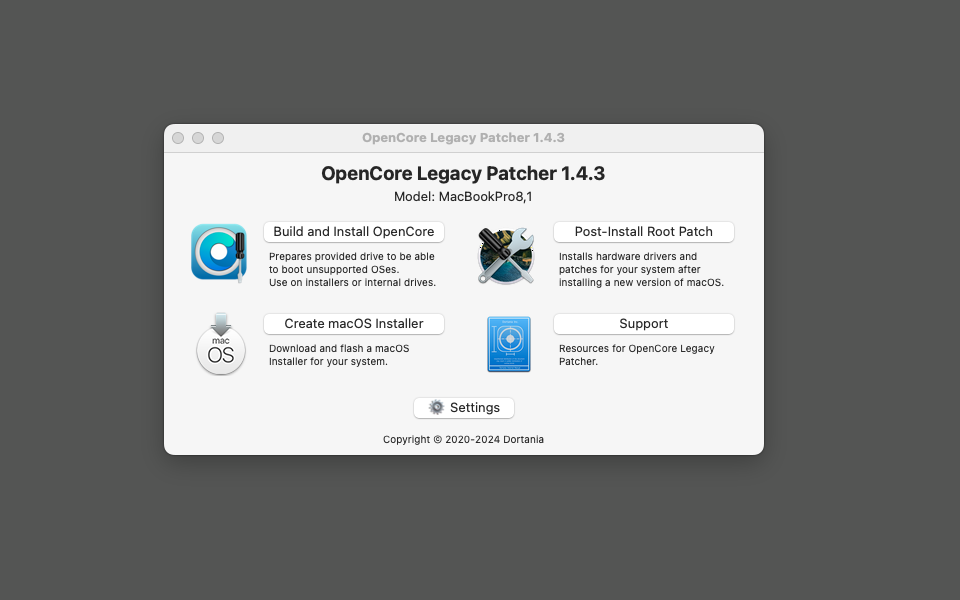 OpenCore Legacy Patcher 1.4.3
OpenCore Legacy Patcher 1.4.3
Model: MacBookPro8,1
Build and Install OpenCore
Prepares provided drive to be able
to boot unsupported OSes.
Use on installers or internal drives.
Post-Install Root Patch
Installs hardware drivers and
patches for your system after
installing a new version of macOS.
mac
OS
Create macOS Installer
Download and flash a macOS
Installer for your system.
Support
Resources for OpenCore Legacy
Patcher.
Settings
Copyright © 2020-2024 Dortania